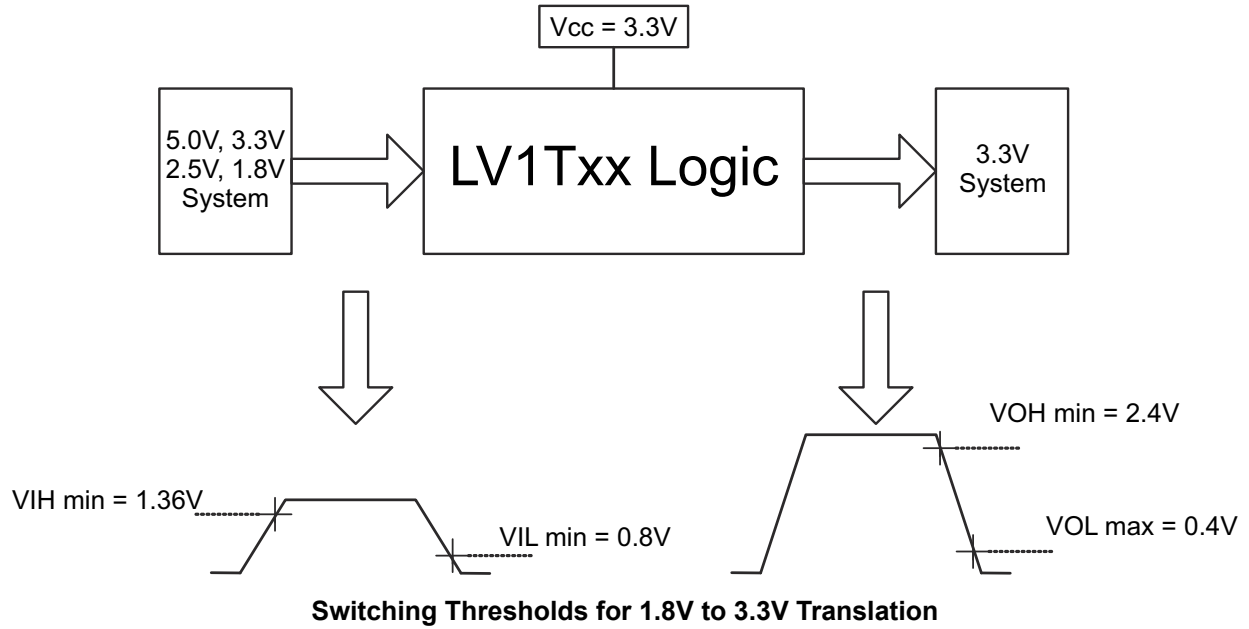 Vcc = 3.3V
5.0V, 3.3V
2.5V, 1.8V
System
LV1Txx Logic
3.3V
System
VOH min = 2.4V
VIH min = 1.36V
VIL min = 0.8V
VOL max = 0.4V
Switching Thresholds for 1.8V to 3.3V Translation